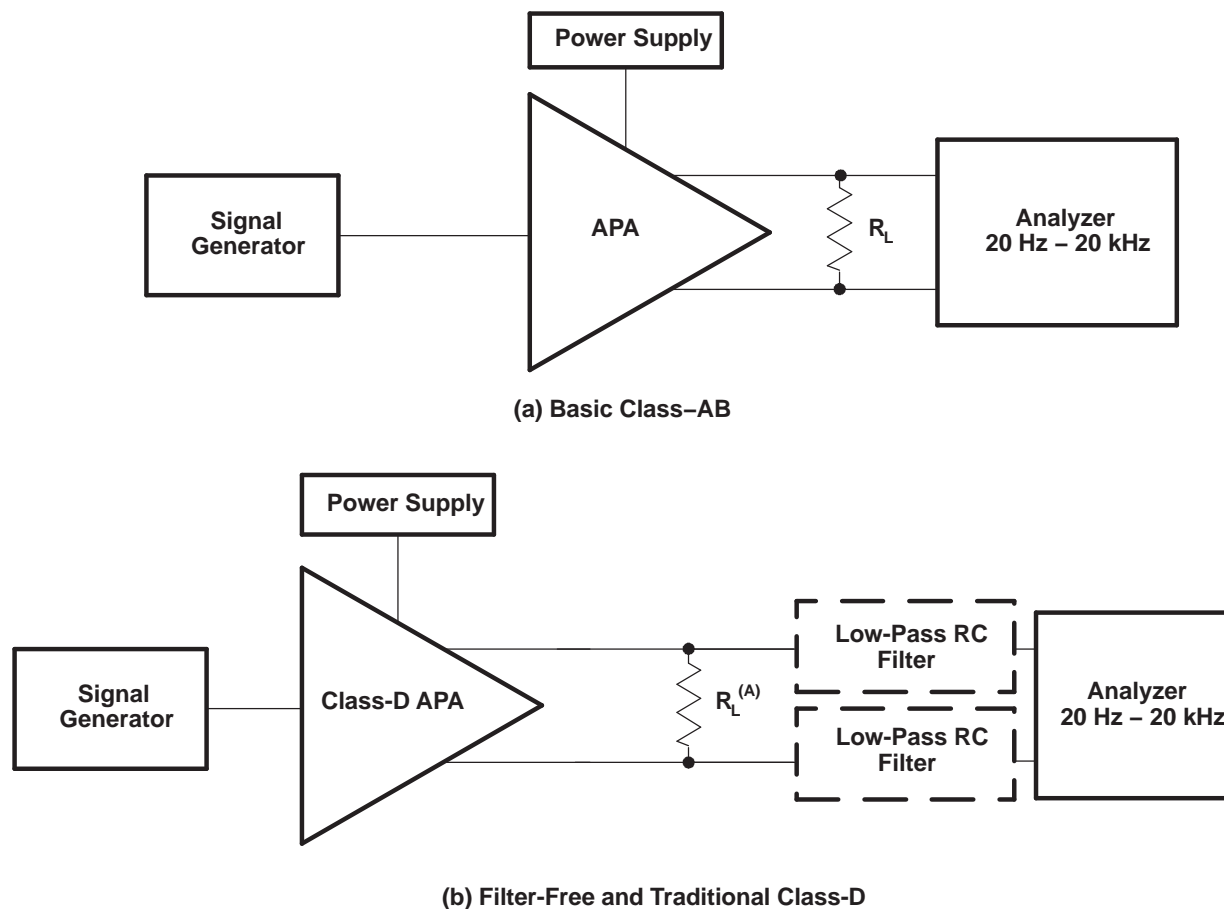 Power Supply
Signal
Generator
APA
R_L
Analyzer
20 Hz – 20 kHz
(a) Basic Class–AB
Power Supply
Signal
Generator
Class-D APA
R_L^(A)
Low-Pass RC
Filter
Low-Pass RC
Filter
Analyzer
20 Hz – 20 kHz
(b) Filter-Free and Traditional Class-D